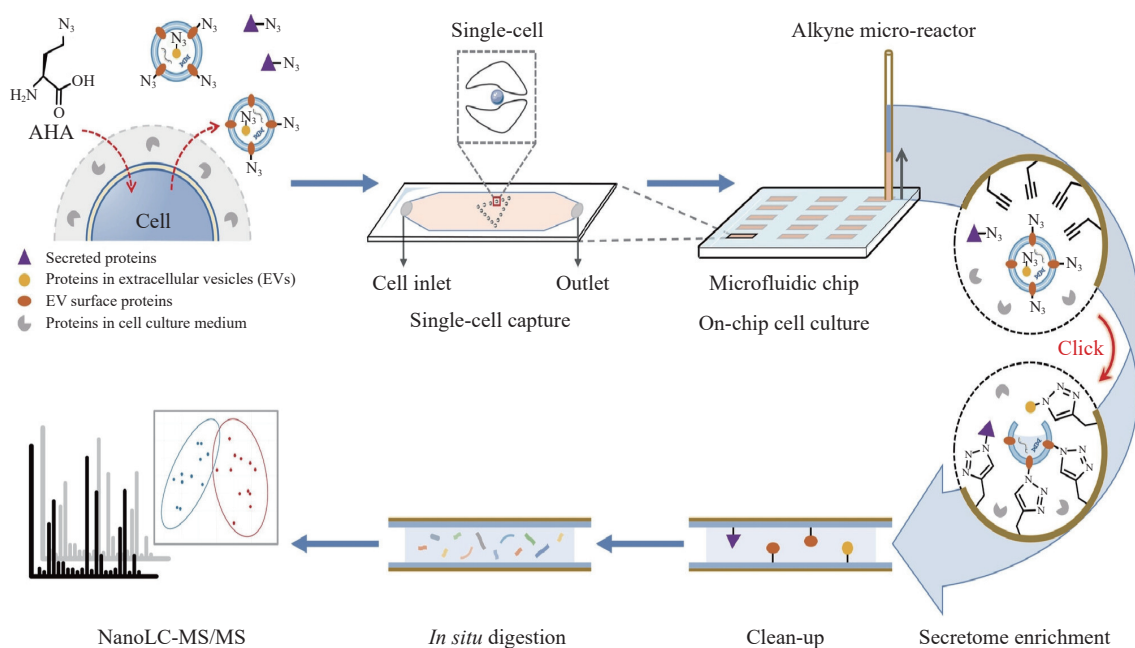 N₃
H₂N
OH
O
AHA
N₃
N₃
N₃
N₃
N₃
N₃
N₃
N₃
N₃
N₃
Cell
Secreted proteins
Proteins in extracellular vesicles (EVs)
EV surface proteins
Proteins in cell culture medium
Single-cell
Cell inlet
Outlet
Single-cell capture
Alkyne micro-reactor
Microfluidic chip
On-chip cell culture
N₃
N₃
N₃
N₃
Click
N
N
N
N
N
N
N
N
N
N
N
N
NanoLC-MS/MS
In situ digestion
Clean-up
Secretome enrichment